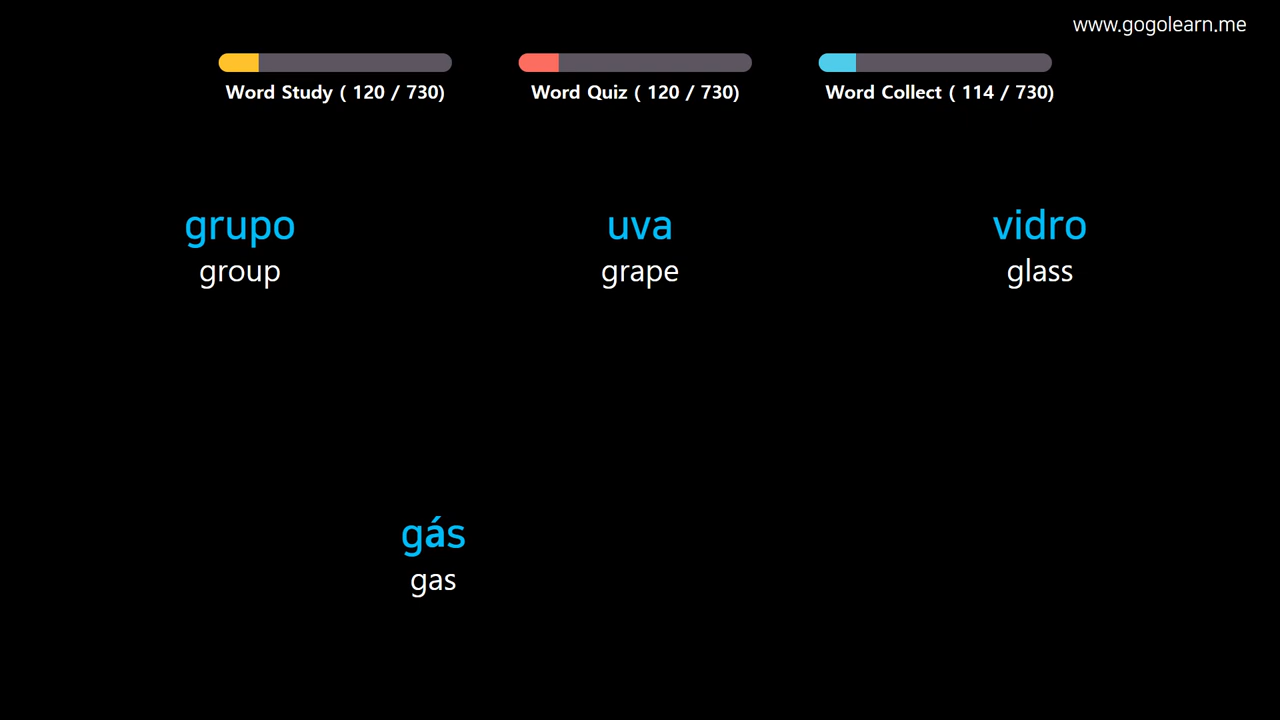 www.gogolearn.me
Word Study ( 120 / 730)
Word Quiz ( 120 / 730)
Word Collect ( 114 / 730)
grupo
group
uva
grape
vidro
glass
gás
gas